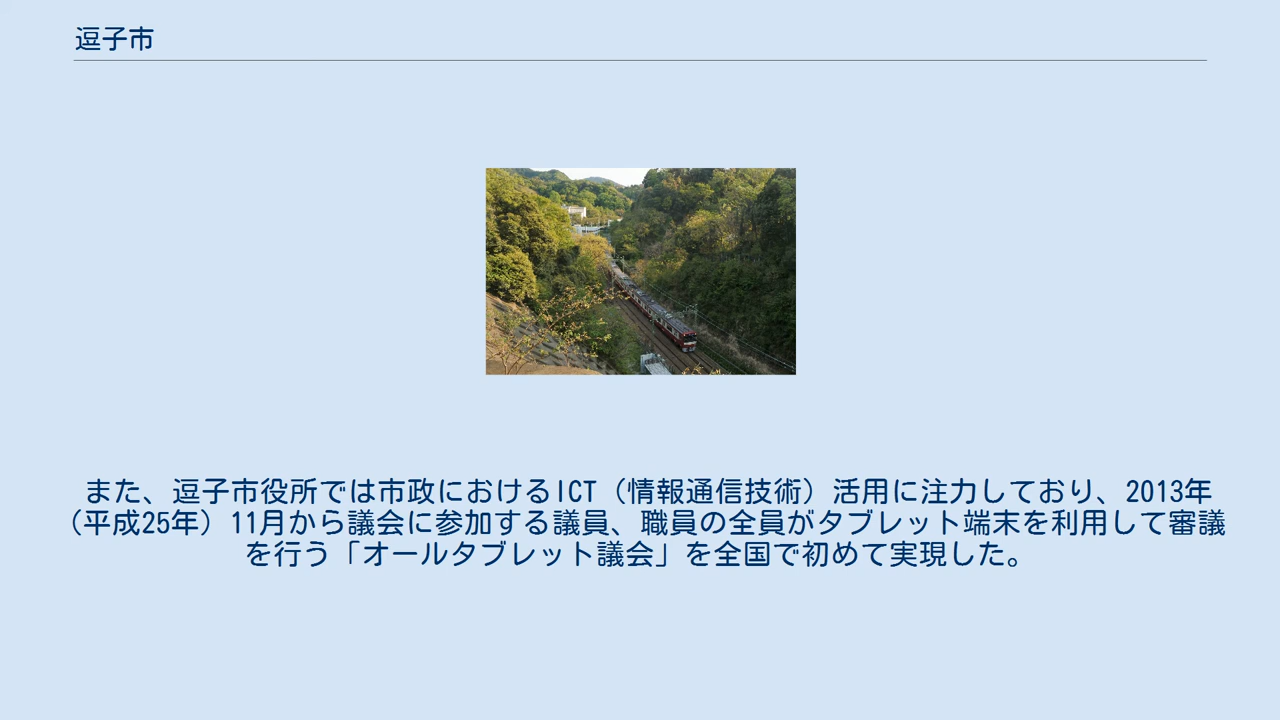 逗子市
また、逗子市役所では市政におけるICT（情報通信技術）活用に注力しており、2013年
（平成25年）11月から議会に参加する議員、職員の全員がタブレット端末を利用して審議
を行う「オールタブレット議会」を全国で初めて実現した。